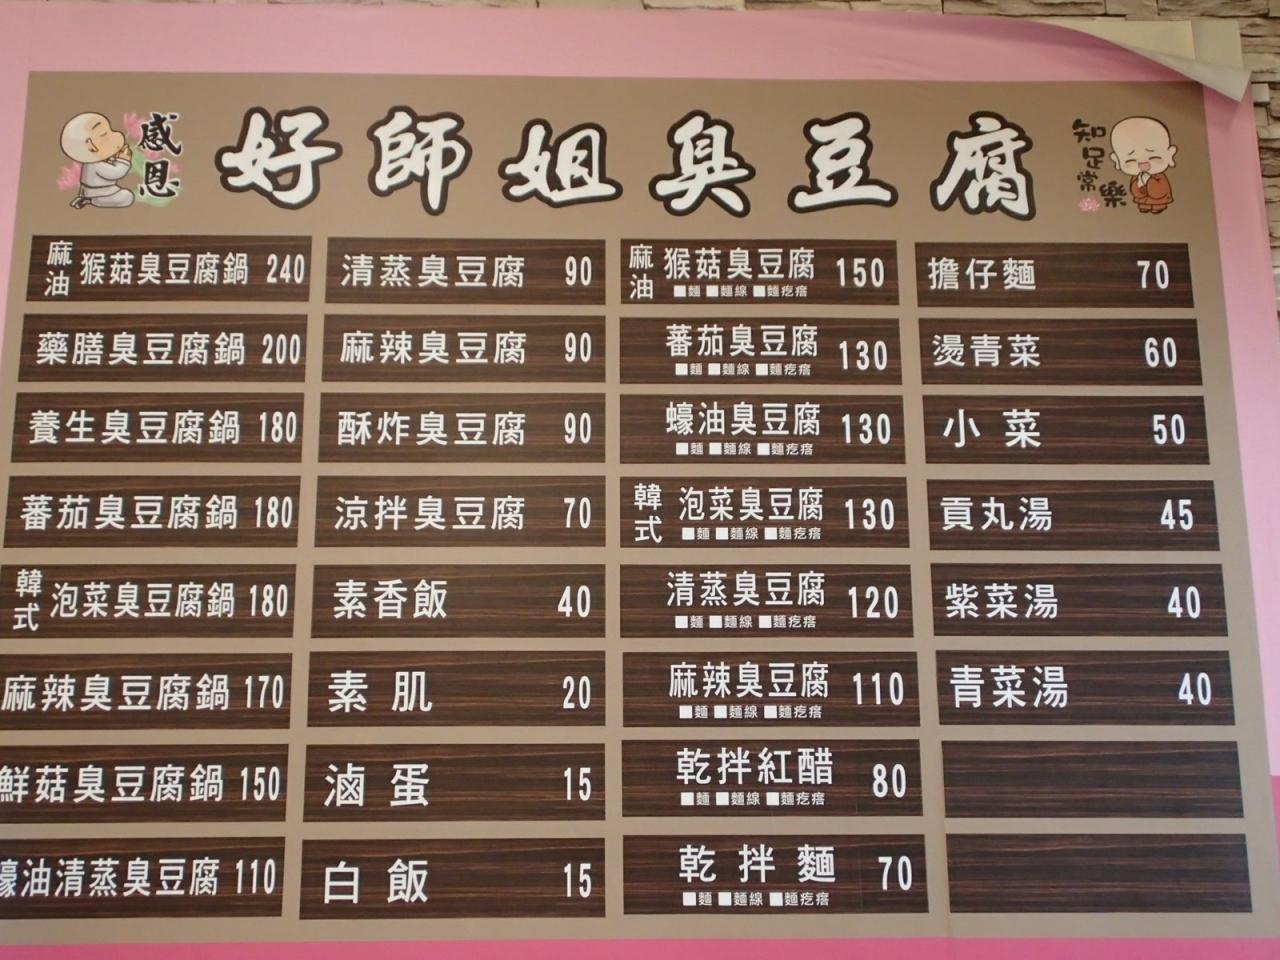 感恩
好師姐臭豆腐
知足常樂
麻油猴菇臭豆腐鍋 240
藥膳臭豆腐鍋 200
養生臭豆腐鍋 180
蕃茄臭豆腐鍋 180
韓式泡菜臭豆腐鍋 180
麻辣臭豆腐鍋 170
鮮菇臭豆腐鍋 150
蠔油清蒸臭豆腐 110
清蒸臭豆腐 90
麻辣臭豆腐 90
酥炸臭豆腐 90
涼拌臭豆腐 70
素香飯 40
素肌 20
滷蛋 15
白飯 15
麻油猴菇臭豆腐 150
■麵 ■麵線 ■麵疙瘩
蕃茄臭豆腐 130
■麵 ■麵線 ■麵疙瘩
蠔油臭豆腐 130
■麵 ■麵線 ■麵疙瘩
韓式泡菜臭豆腐 130
■麵 ■麵線 ■麵疙瘩
清蒸臭豆腐 120
■麵 ■麵線 ■麵疙瘩
麻辣臭豆腐 110
■麵 ■麵線 ■麵疙瘩
乾拌紅醋 80
■麵 ■麵線 ■麵疙瘩
乾拌麵 70
■麵 ■麵線 ■麵疙瘩
擔仔麵 70
燙青菜 60
小菜 50
貢丸湯 45
紫菜湯 40
青菜湯 40